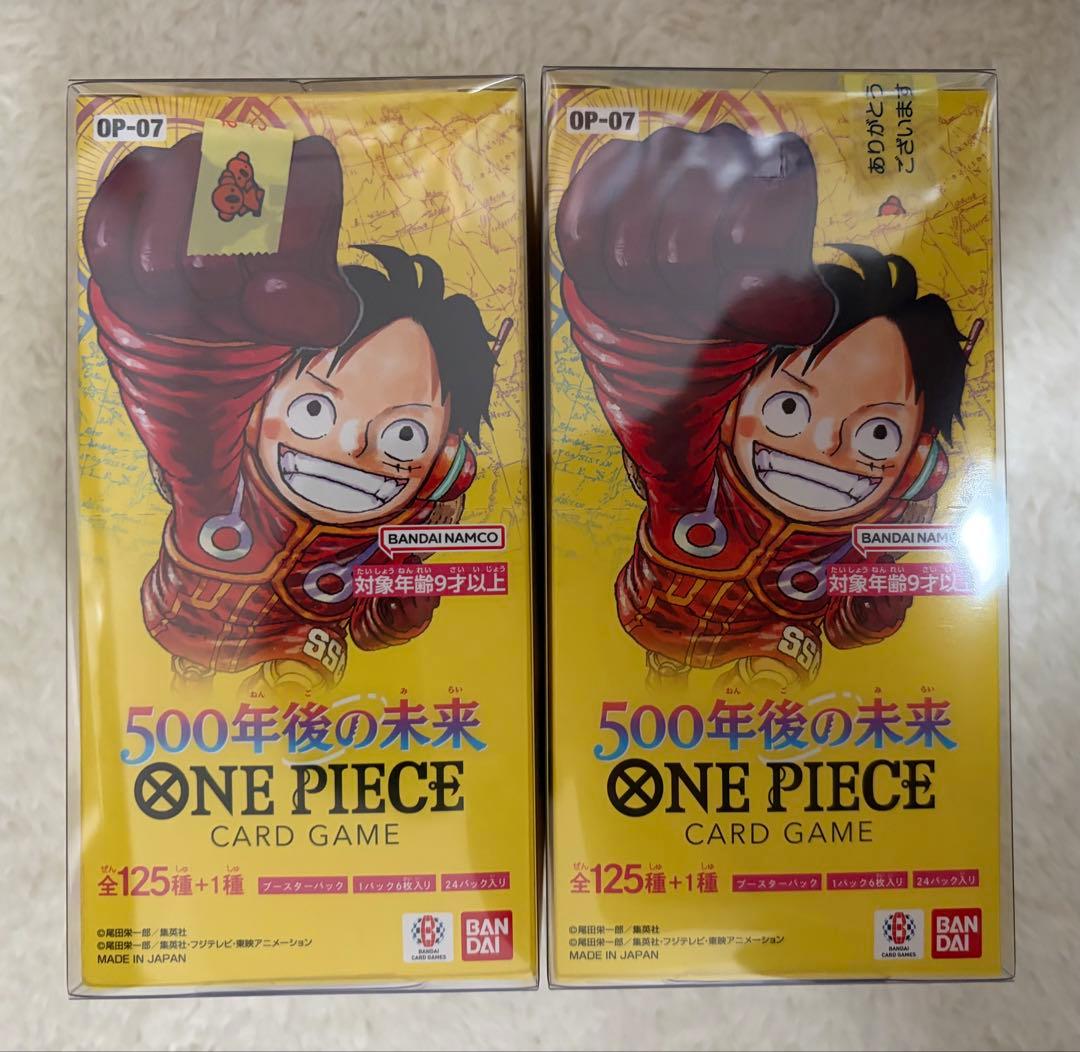 OP-07
BANDAI NAMCO
たいしょうねんれい さいいじょう
対象年齢9才以上
SS
ねん ご み らい
500年後の未来
ONE PIECE
CARD GAME
ぜん しゅ しゅ
全125種+1種
ブースターパック
1パック6枚入り
24パック入り
©尾田栄一郎/集英社
©尾田栄一郎/集英社・フジテレビ・東映アニメーション
MADE IN JAPAN
BANDAI
CARD GAMES
BAN
DAI
OP-07
ありがとう
ございます
BANDAI NAMC
たいしょうねんれい さいい
対象年齢9才以上
SS
ねん ご み らい
500年後の未来
ONE PIECE
CARD GAME
ぜん しゅ しゅ
全125種+1種
ブースターパック
1パック6枚入り
24パック入り
©尾田栄一郎/集英社
©尾田栄一郎/集英社・フジテレビ・東映アニメーション
MADE IN JAPAN
BANDAI
CARD GAMES
BAN
DAI